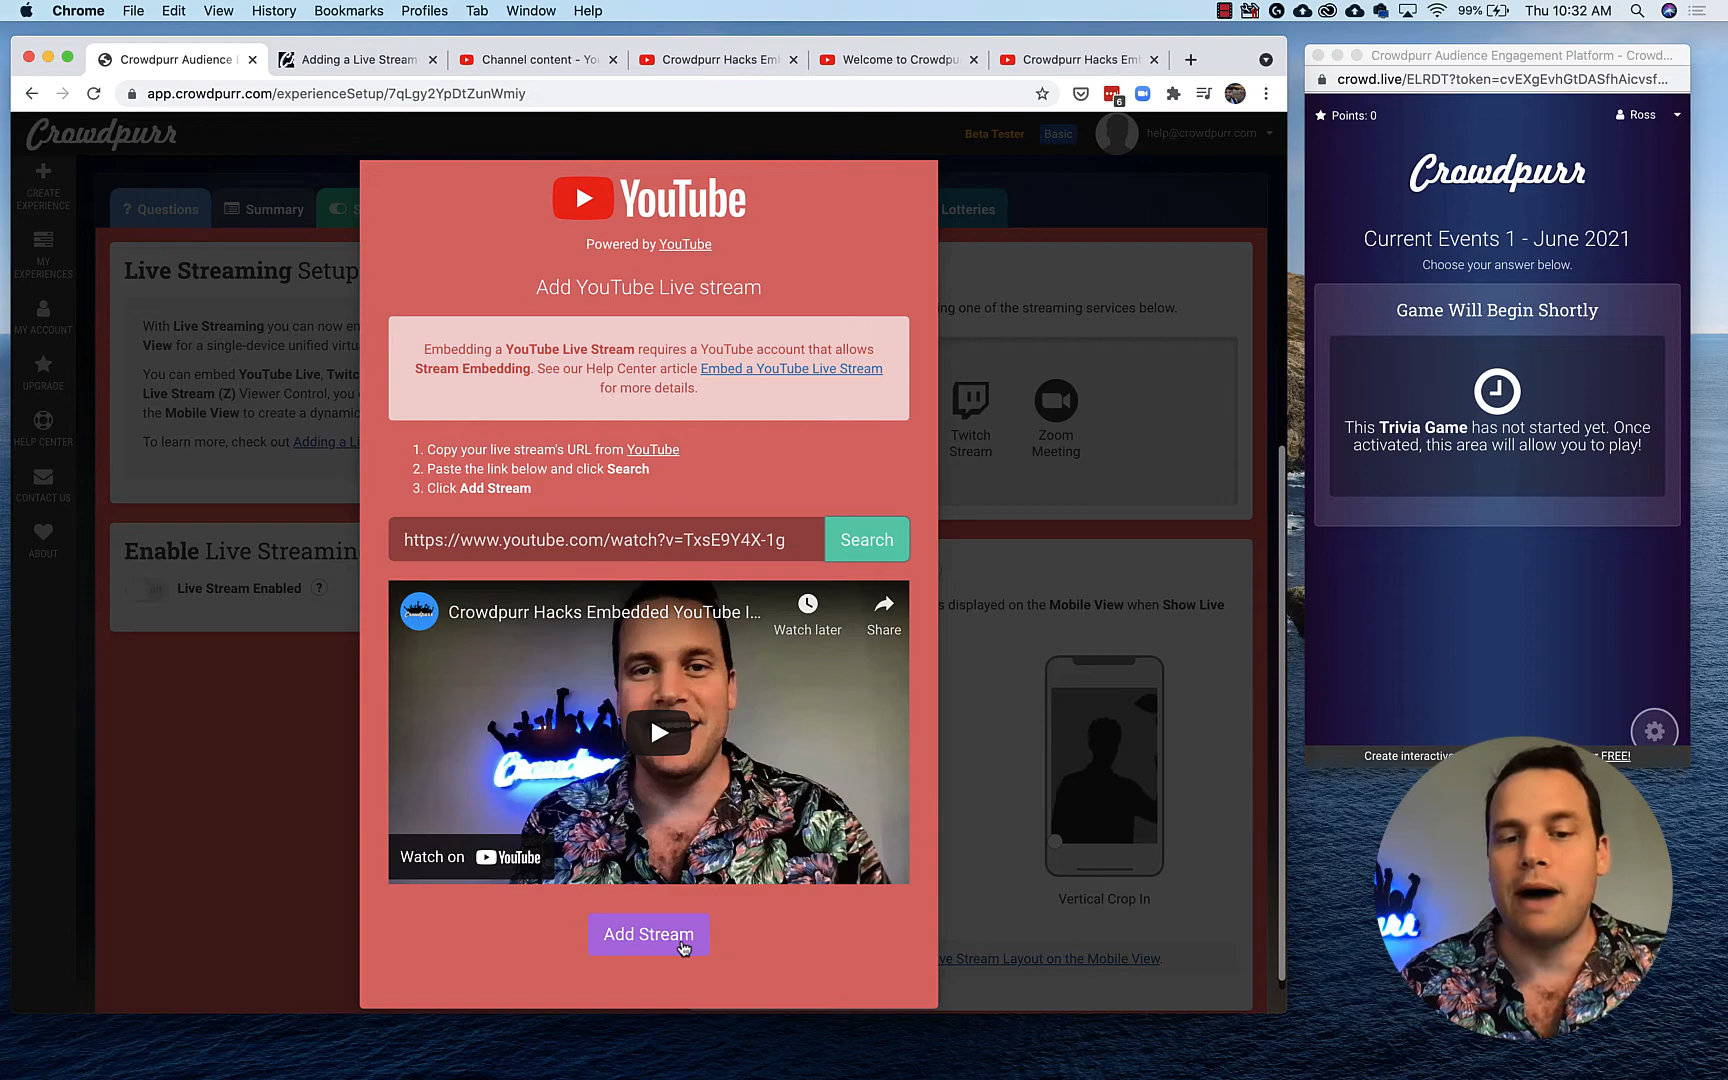 Chrome File Edit View History Bookmarks Profiles Tab Window Help
99% Thu 10:32 AM
Crowdpurr Audience E
Adding a Live Stream
Channel content - You
Crowdpurr Hacks Em
Welcome to Crowdpu
Crowdpurr Hacks Em
app.crowdpurr.com/experienceSetup/7qLgy2YpDtZunWmiy
6
Crowdpurr
Beta Tester
Basic
help@crowdpurr.com
CREATE
EXPERIENCE
MY
EXPERIENCES
MY ACCOUNT
UPGRADE
HELP CENTER
CONTACT US
ABOUT
? Questions
Summary
S
Lotteries
Live Streaming Setup
With Live Streaming you can now en
View for a single-device unified virtu
You can embed YouTube Live, Twitc
Live Stream (Z) Viewer Control, you c
the Mobile View to create a dynamic
To learn more, check out Adding a Li
Enable Live Streaming
Live Stream Enabled ?
Off
YouTube
Powered by YouTube
Add YouTube Live stream
Embedding a YouTube Live Stream requires a YouTube account that allows
Stream Embedding. See our Help Center article Embed a YouTube Live Stream
for more details.
1. Copy your live stream's URL from YouTube
2. Paste the link below and click Search
3. Click Add Stream
https://www.youtube.com/watch?v=TxsE9Y4X-1g
Search
Crowdpurr Hacks Embedded YouTube l...
Watch later
Share
Crowdpurr
Watch on YouTube
Add Stream
ing one of the streaming services below.
Twitch
Stream
Zoom
Meeting
s displayed on the Mobile View when Show Live
Vertical Crop In
ve Stream Layout on the Mobile View.
Crowdpurr Audience Engagement Platform - Crowd...
crowd.live/ELRDT?token=cvEXgEvhGtDASfhAicvsf...
Points: 0
Ross
Crowdpurr
Current Events 1 - June 2021
Choose your answer below.
Game Will Begin Shortly
This Trivia Game has not started yet. Once
activated, this area will allow you to play!
Create interactive
FREE!